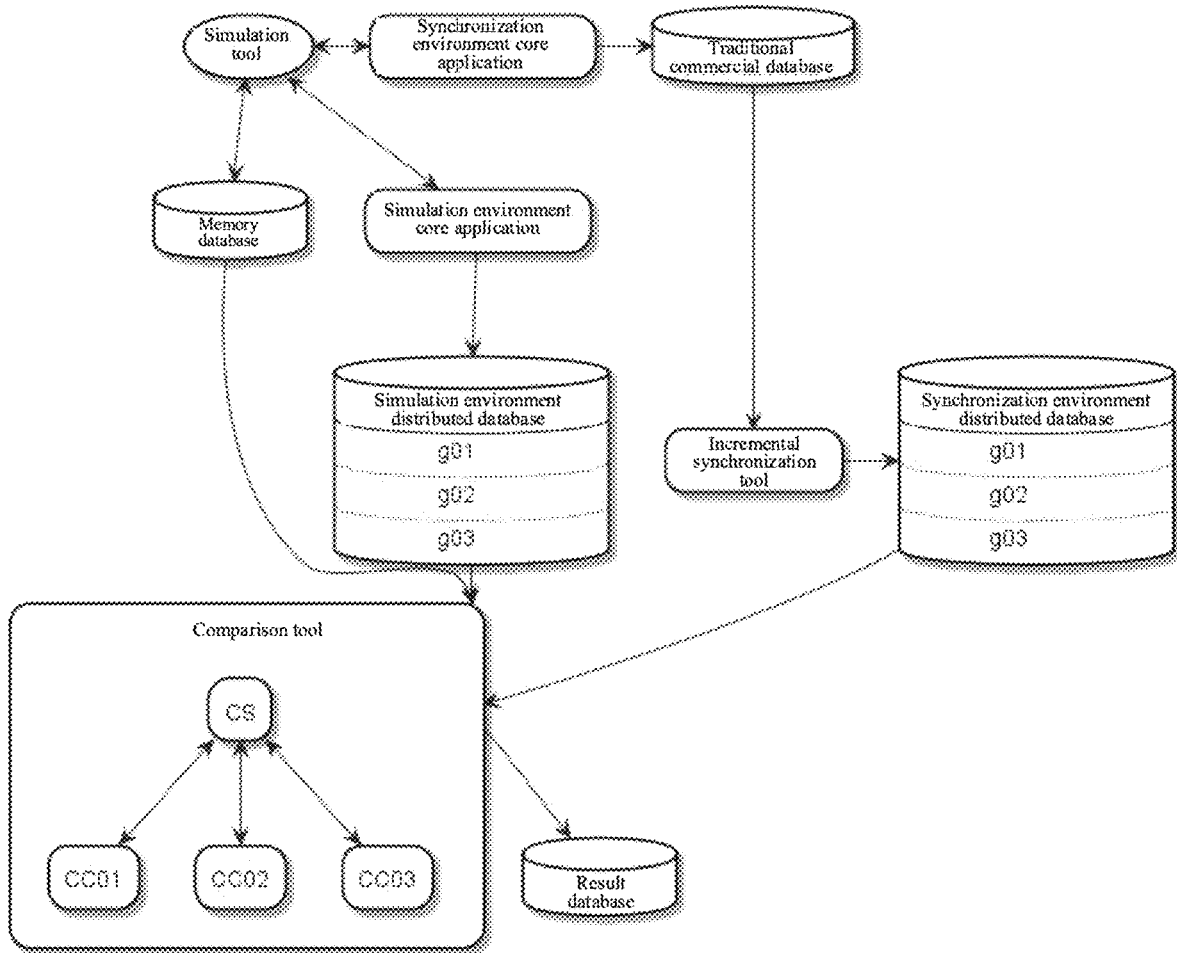 Simulation
tool
Synchronization
environment core
application
Traditional
commercial database
Memory
database
Simulation environment
core application
Simulation environment
distributed database
g01
g02
g03
Incremental
synchronization
tool
Synchronization environment
distributed database
g01
g02
g03
Comparison tool
CS
CC01
CC02
CC03
Result
database